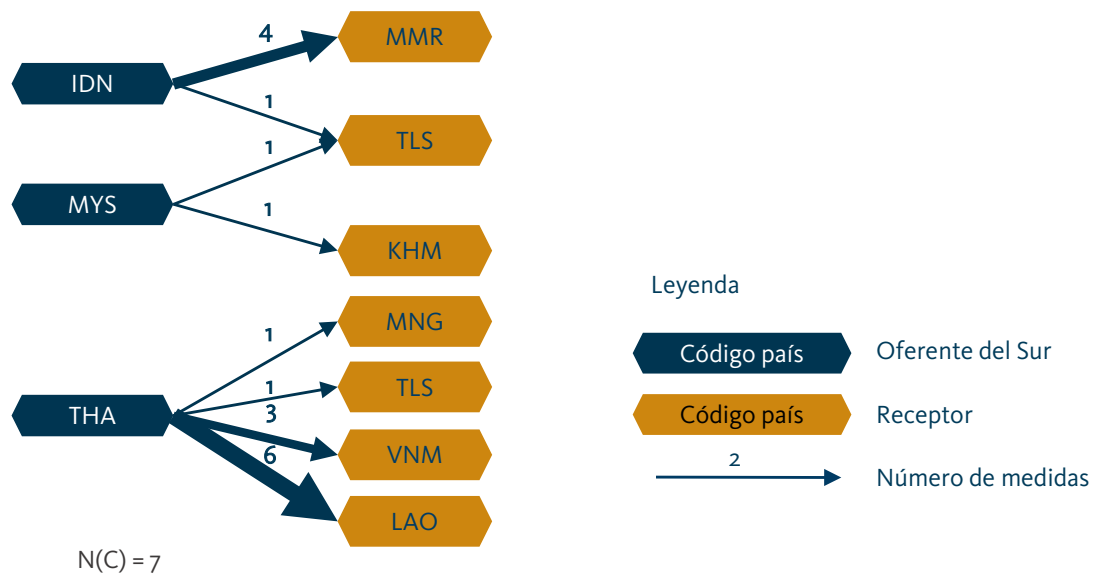 4
MMR
IDN
1
TLS
1
MYS
1
KHM
Leyenda
MNG
1
Código país
Oferente del Sur
TLS
1
THA
3
Código país
Receptor
VNM
6
2
Número de medidas
LAO
N(C) = 7